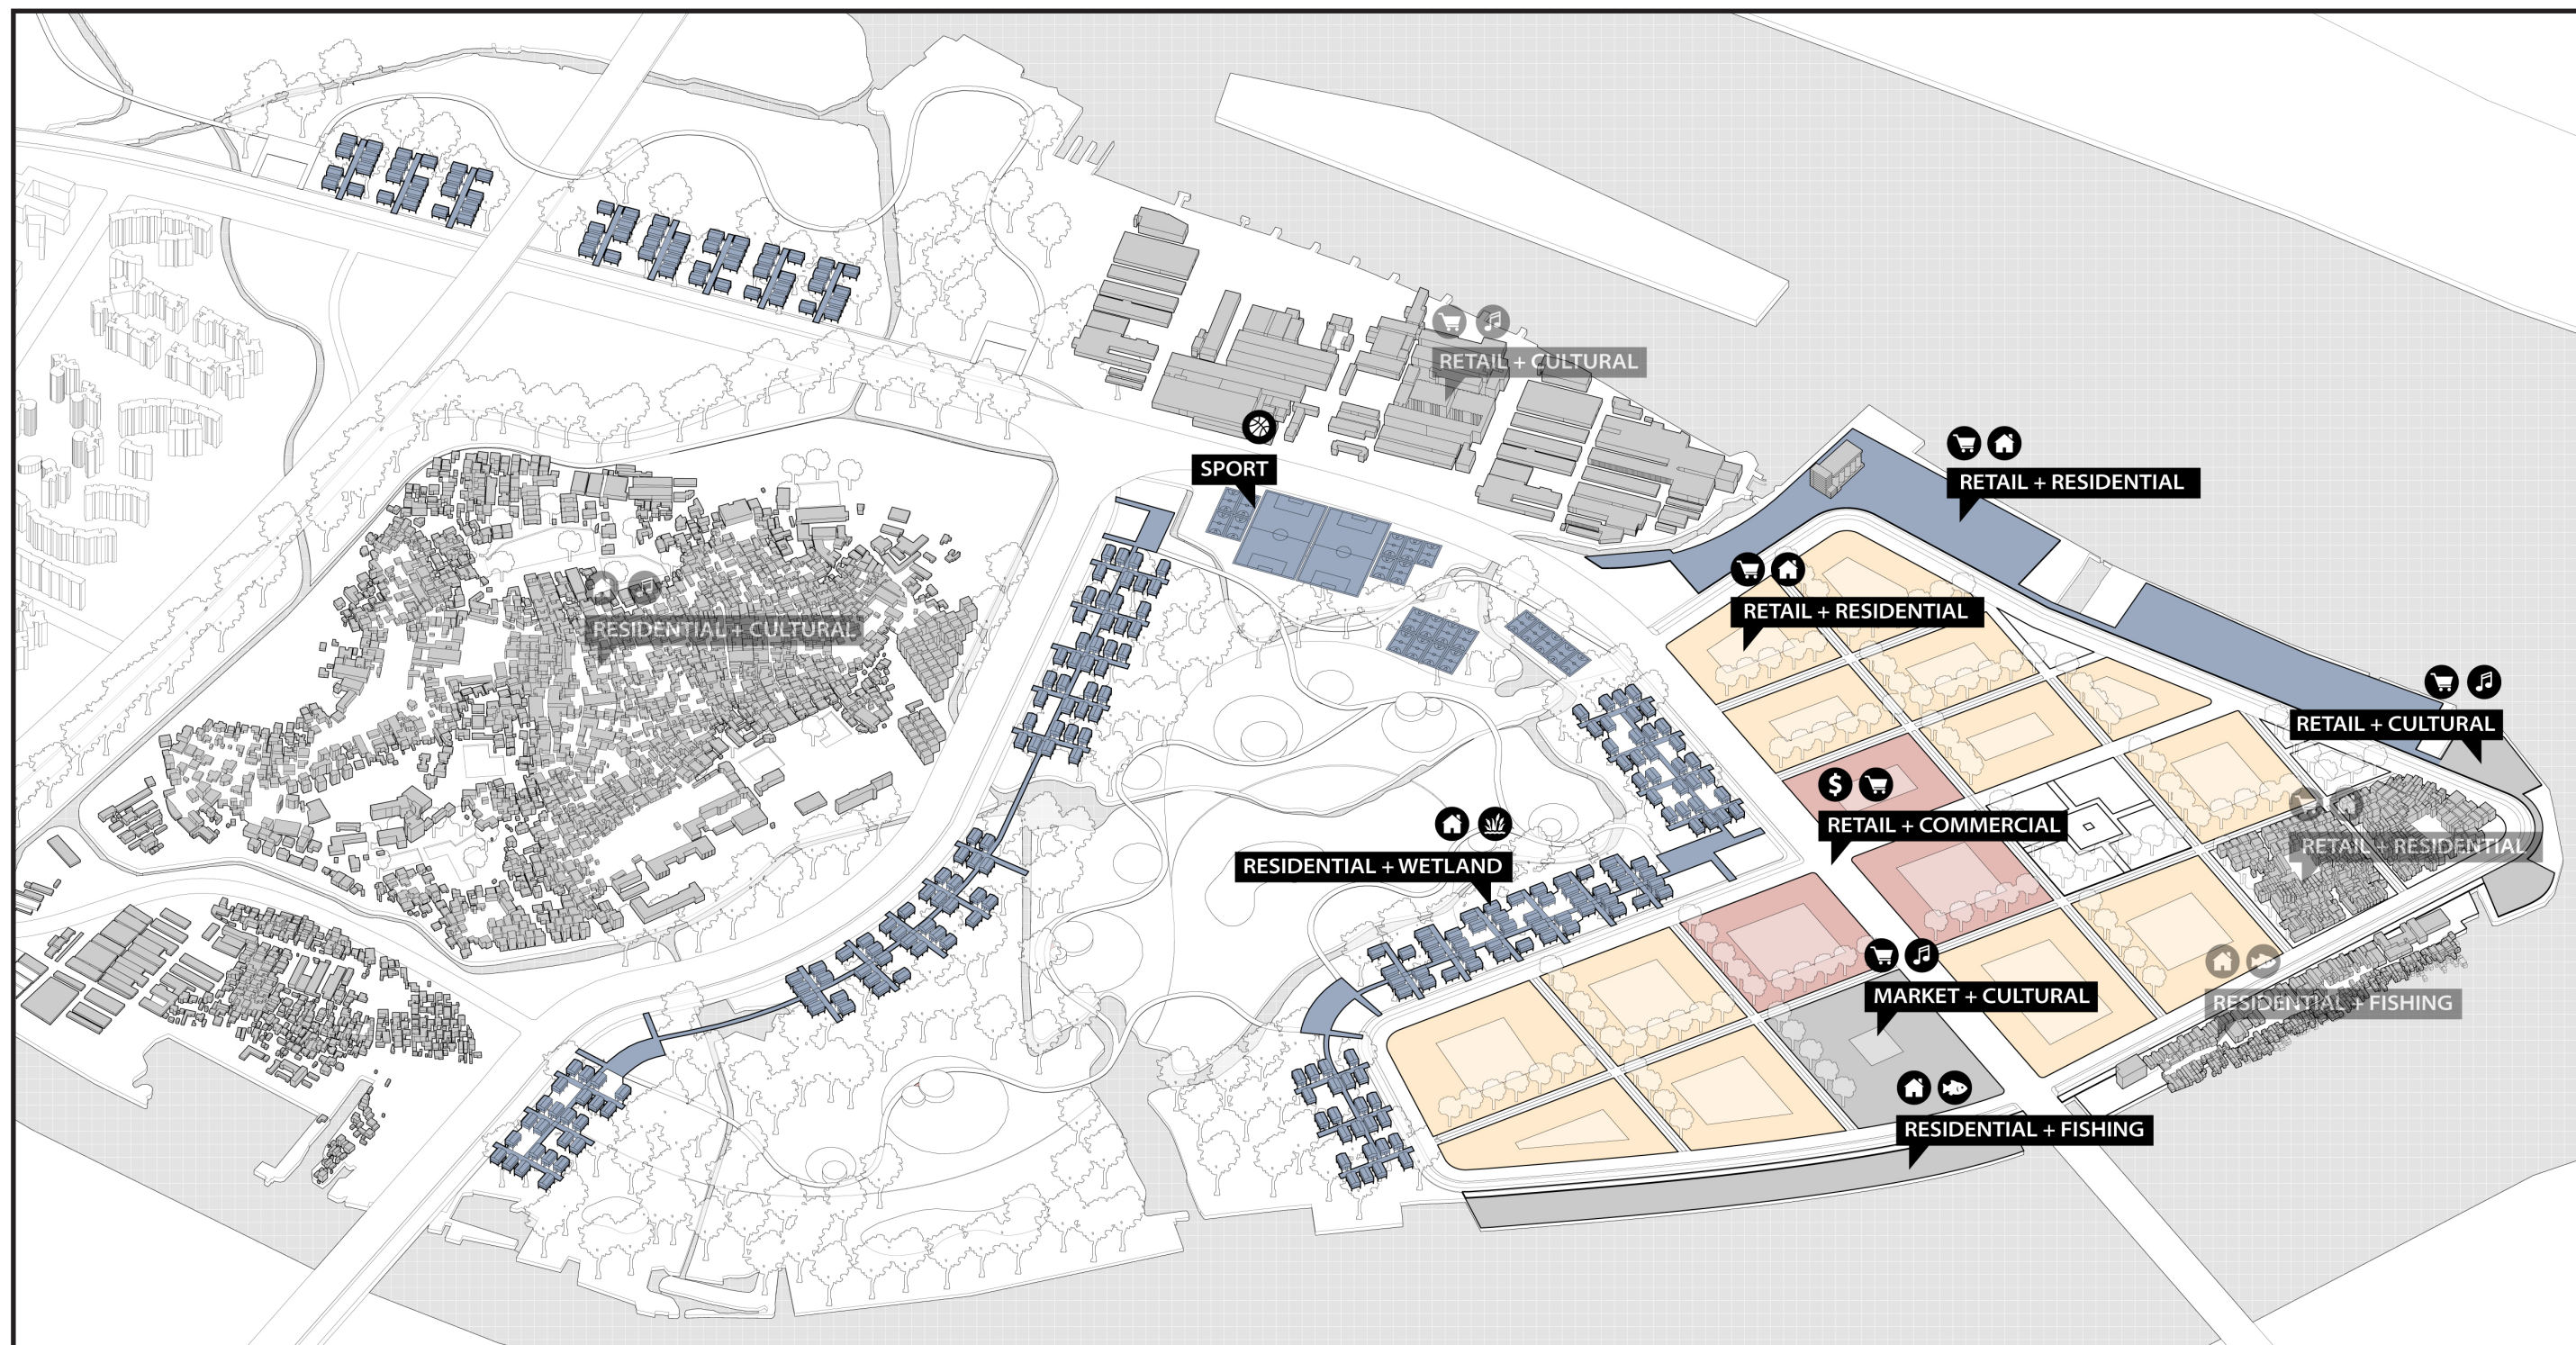 RETAIL + CULTURAL
SPORT
RETAIL + RESIDENTIAL
RETAIL + RESIDENTIAL
RESIDENTIAL + CULTURAL
RETAIL + CULTURAL
$
RETAIL + COMMERCIAL
RETAIL + RESIDENTIAL
RESIDENTIAL + WETLAND
MARKET + CULTURAL
RESIDENTIAL + FISHING
RESIDENTIAL + FISHING